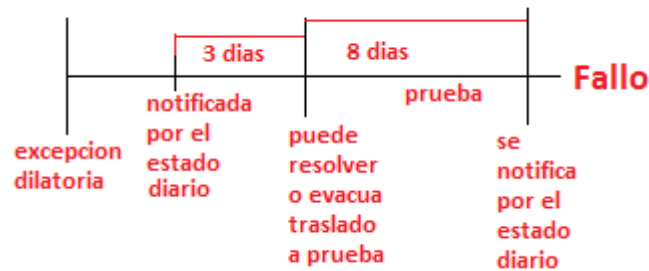 3 dias
8 dias
Fallo
prueba
excepcion
dilatoria
notificada
por el
estado
diario
puede
resolver
o evacua
traslado
a prueba
se
notifica
por el
estado
diario